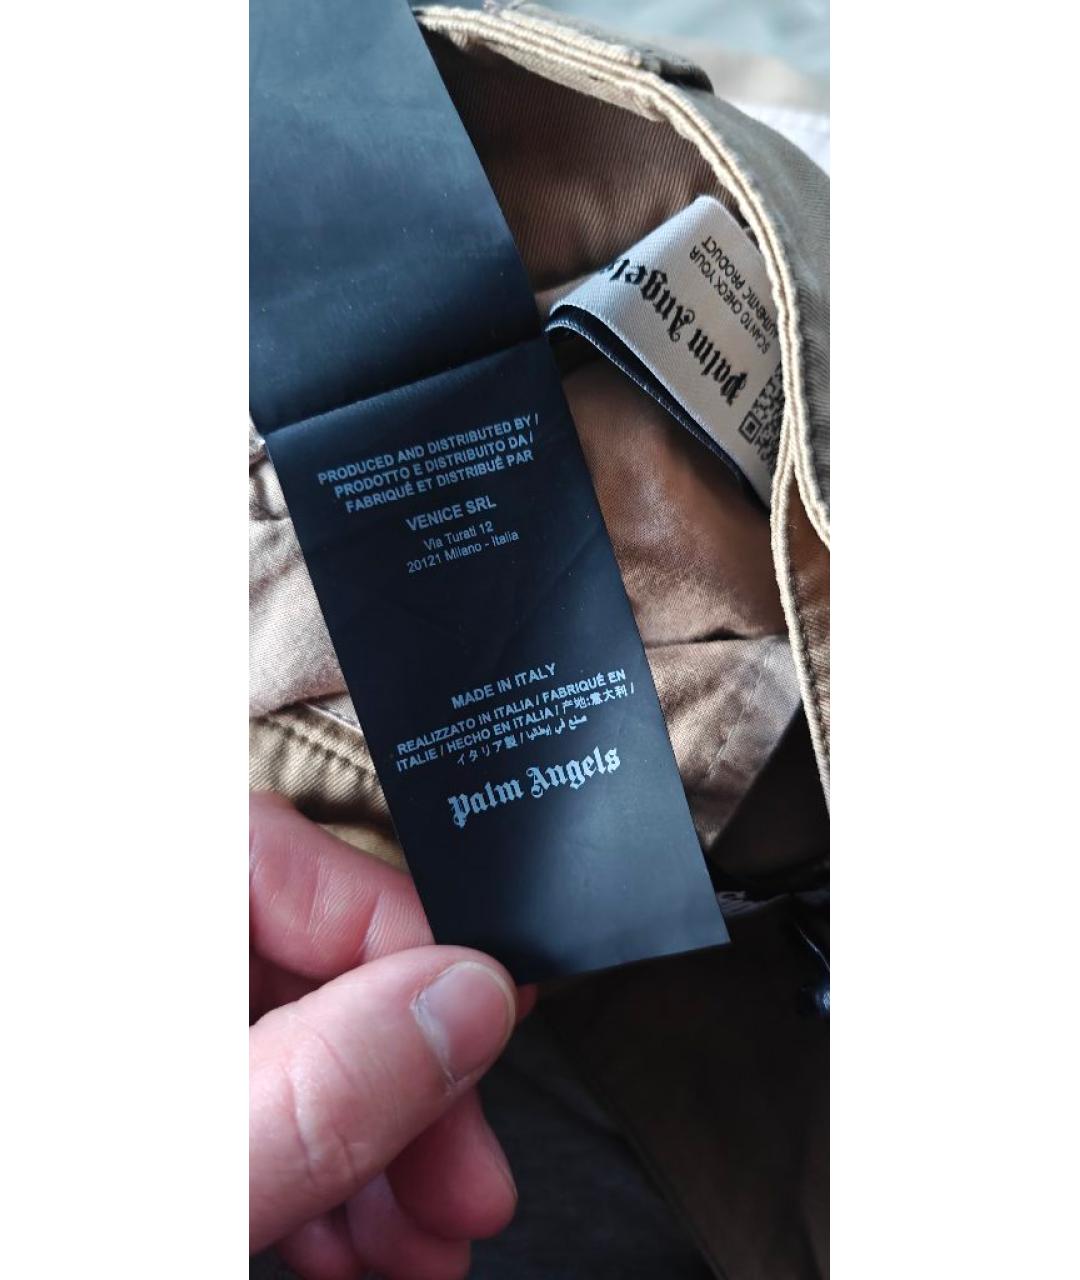 PRODUCED AND DISTRIBUTED BY /
PRODOTTO E DISTRIBUITO DA /
FABRIQUÉ ET DISTRIBUÉ PAR
VENICE SRL
Via Turati 12
20121 Milano - Italia
MADE IN ITALY
REALIZZATO IN ITALIA / FABRIQUÉ EN
ITALIE / HECHO EN ITALIA / 产地:意大利 /
イタリア製 / صنع في إيطاليا
Palm Angels
Palm Angels
SCAN TO CHECK YOUR
AUTHENTIC PRODUCT